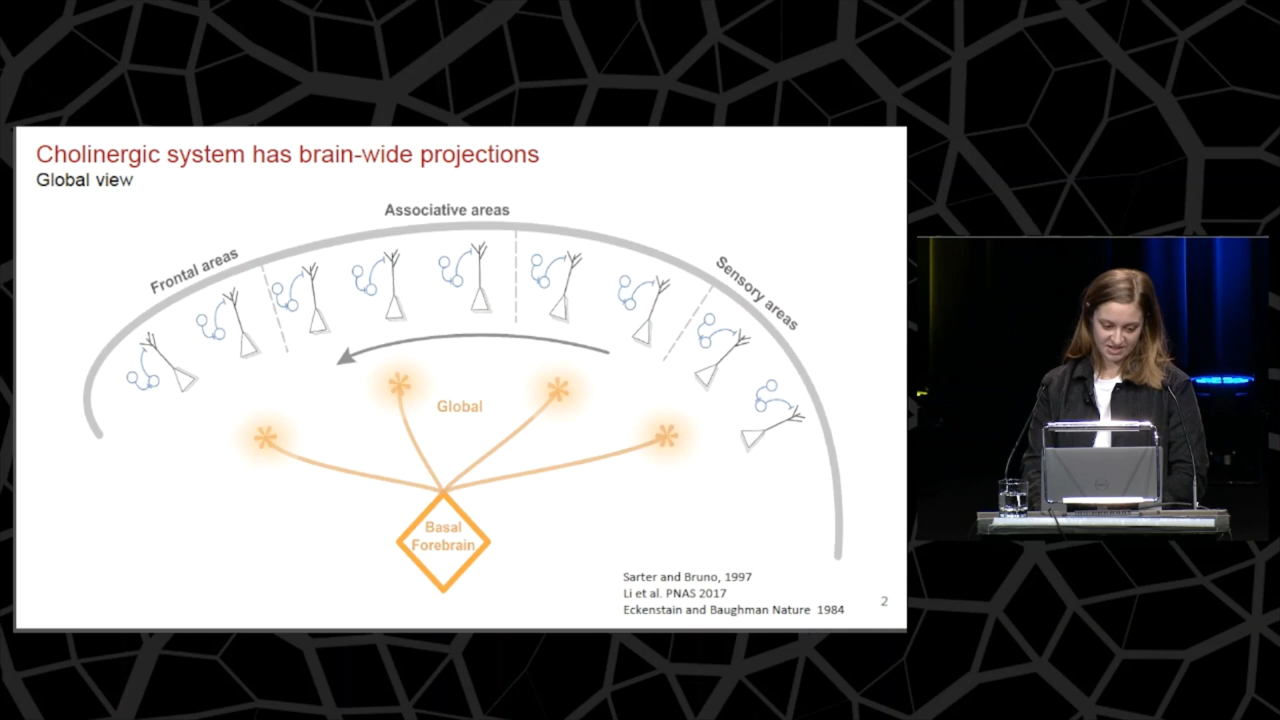 Cholinergic system has brain-wide projections
Global view
Associative areas
Frontal areas
Sensory areas
Global
Basal
Forebrain
Sarter and Bruno, 1997
Li et al. PNAS 2017
Eckenstain and Baughman Nature 1984
2